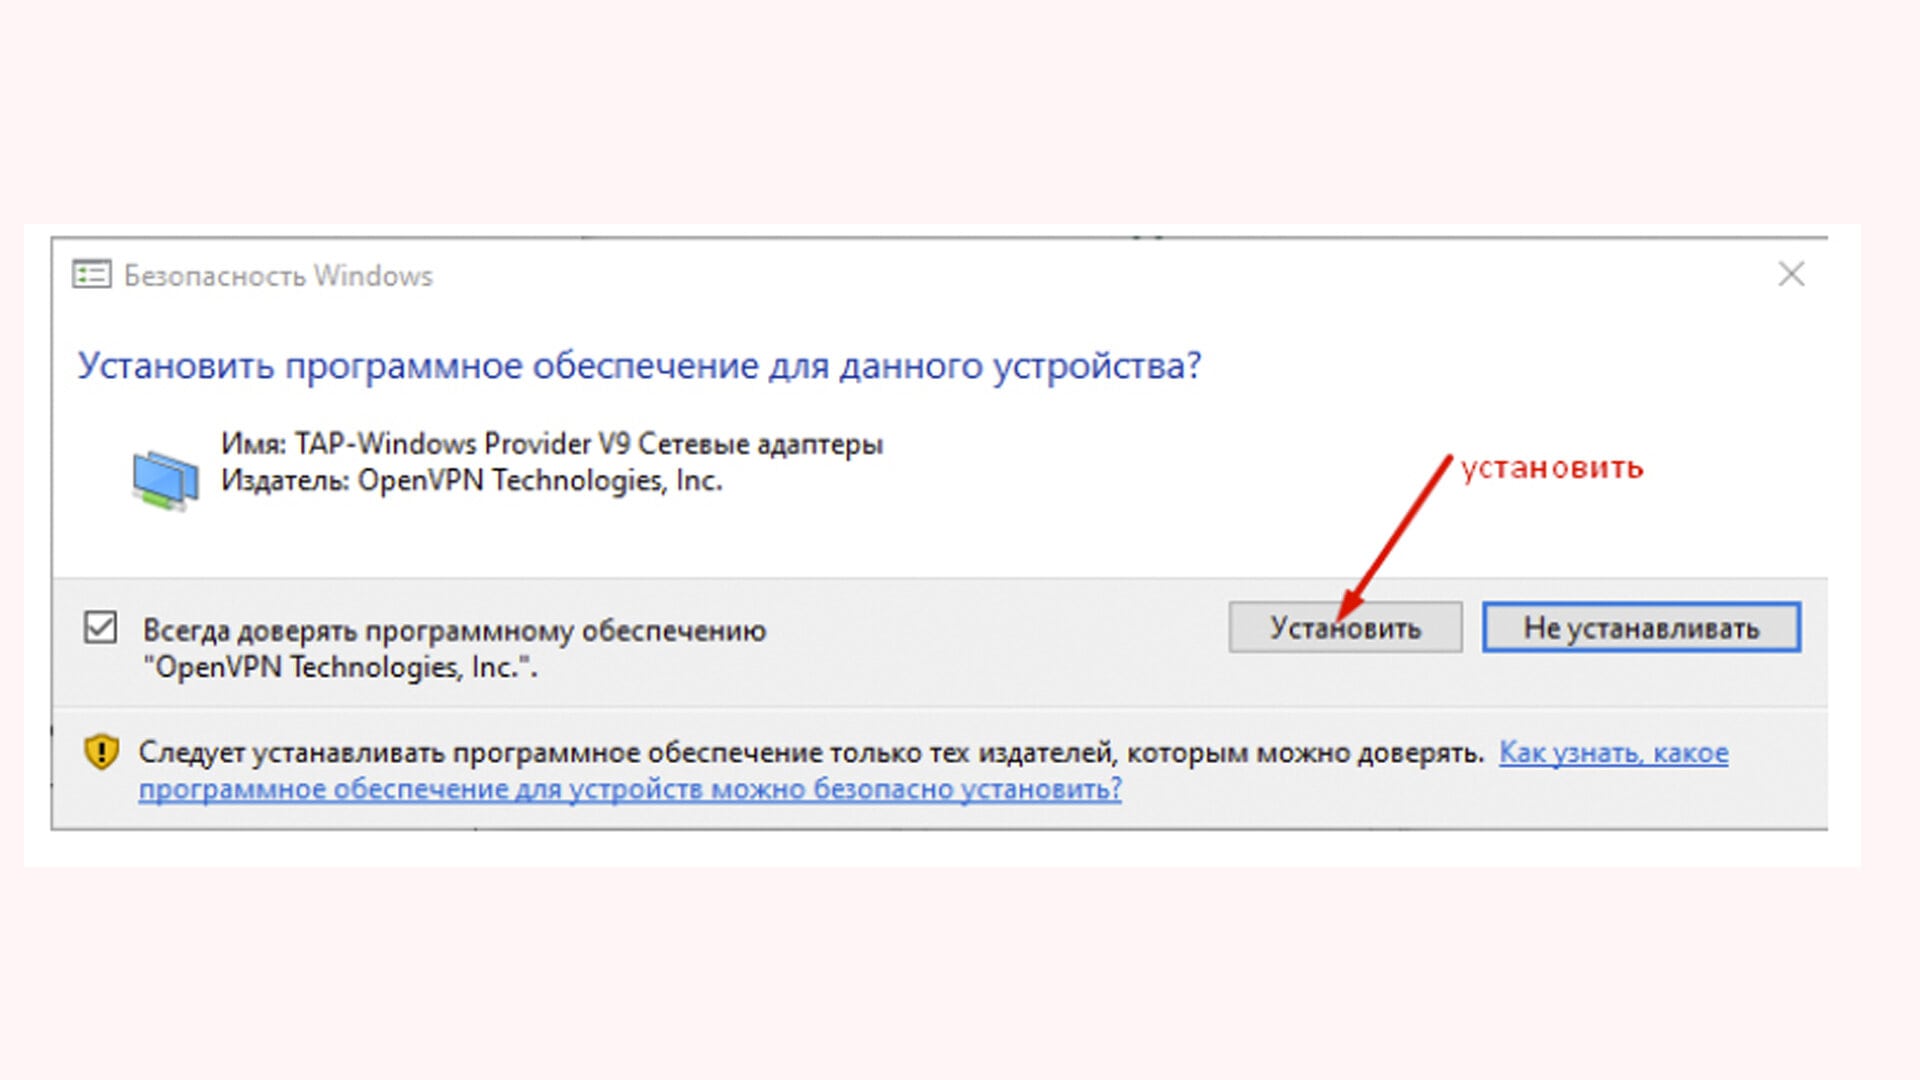 Безопасность Windows
Установить программное обеспечение для данного устройства?
Имя: TAP-Windows Provider V9 Сетевые адаптеры
Издатель: OpenVPN Technologies, Inc.
установить
Всегда доверять программному обеспечению
"OpenVPN Technologies, Inc.".
Установить
Не устанавливать
Следует устанавливать программное обеспечение только тех издателей, которым можно доверять. Как узнать, какое
программное обеспечение для устройств можно безопасно установить?